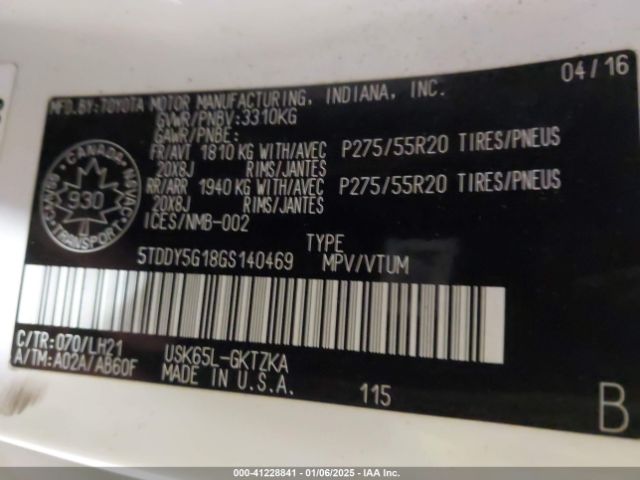 04/16
MFD.BY:TOYOTA MOTOR MANUFACTURING, INDIANA, INC.
GVWR/PNBV:3310KG
GAWR/PNBE:
FR/AVT 1810 KG WITH/AVEC P275/55R20 TIRES/PNEUS
20X8J RIMS/JANTES
RR/ARR 1940 KG WITH/AVEC P275/55R20 TIRES/PNEUS
20X8J RIMS/JANTES
ICES/NMB-002
CANADA
930
TRANSPORT
TYPE
5TDDY5G18GS140469 MPV/VTUM
C/TR:070/LH21 USK65L-GKTZKA
A/TM:A02A/AB60F MADE IN U.S.A.
115
B
000-41228841 | 01/06/2025 | IAA Inc.